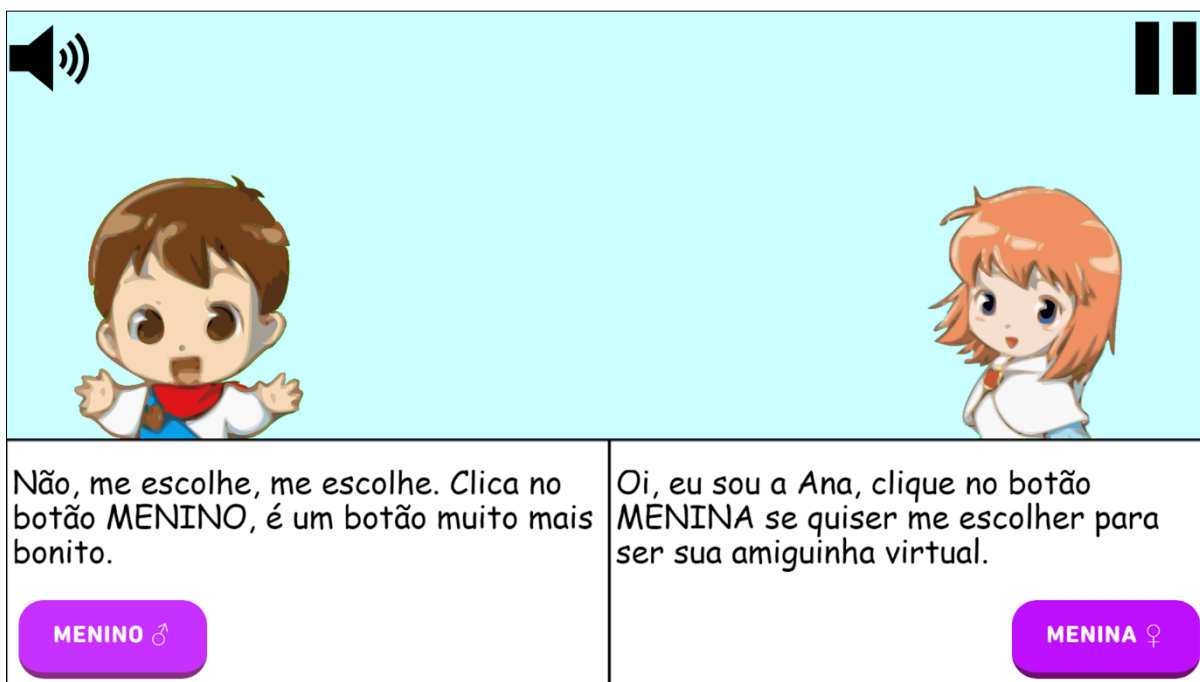 Não, me escolhe, me escolhe. Clica no
botão MENINO, é um botão muito mais
bonito.
MENINO ♂
Oi, eu sou a Ana, clique no botão
MENINA se quiser me escolher para
ser sua amiguinha virtual.
MENINA ♀